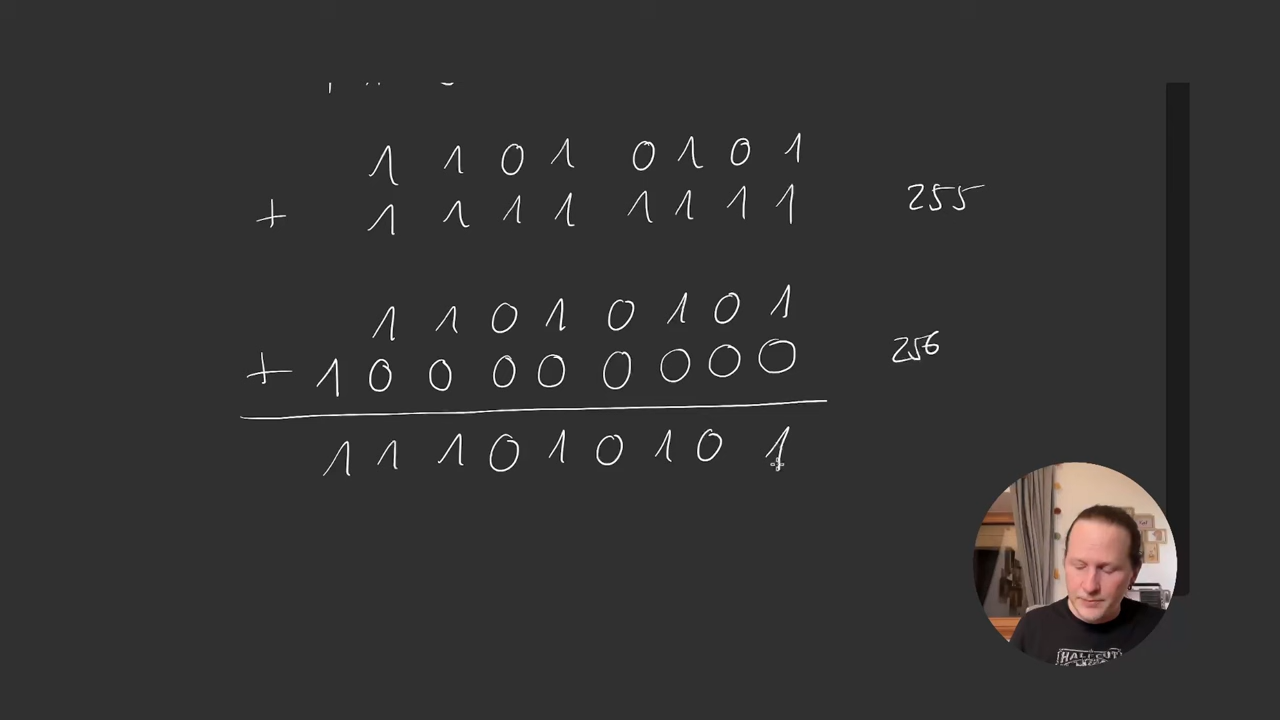 1 1 0 1 0 1 0 1
+ 1 1 1 1 1 1 1 1 255
1 1 0 1 0 1 0 1
+ 1 0 0 0 0 0 0 0 0 256
1 1 1 0 1 0 1 0 1